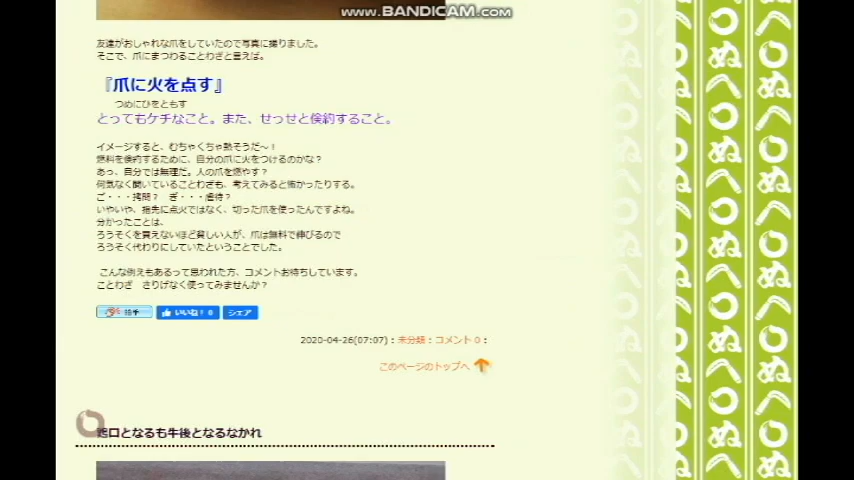 www.BANDICAM.com
友達がおしゃれな爪をしていたので写真に撮りました。
そこで、爪にまつわることわざと言えば。
『爪に火を点す』
つめにひをともす
とってもケチなこと。また、せっせと倹約すること。
イメージすると、むちゃくちゃ熱そうだ～！
燃料を倹約するために、自分の爪に火をつけるのかな？
あっ、自分では無理だ。人の爪を燃やす？
何気なく聞いていることわざも、考えてみると怖かったりする。
ご・・・拷問？　ぎ・・・虐待？
いやいや、指先に点火ではなく、切った爪を使ったんですよね。
分かったことは、
ろうそくを買えないほど貧しい人が、爪は無料で伸びるので
ろうそく代わりにしていたということでした。
こんな例えもあるって思われた方、コメントお待ちしています。
ことわざ　さりげなく使ってみませんか？
拍手 いいね！ 0 シェア
2020-04-26(07:07) : 未分類 : コメント 0 :
このページのトップへ
鶏口となるも牛後となるなかれ